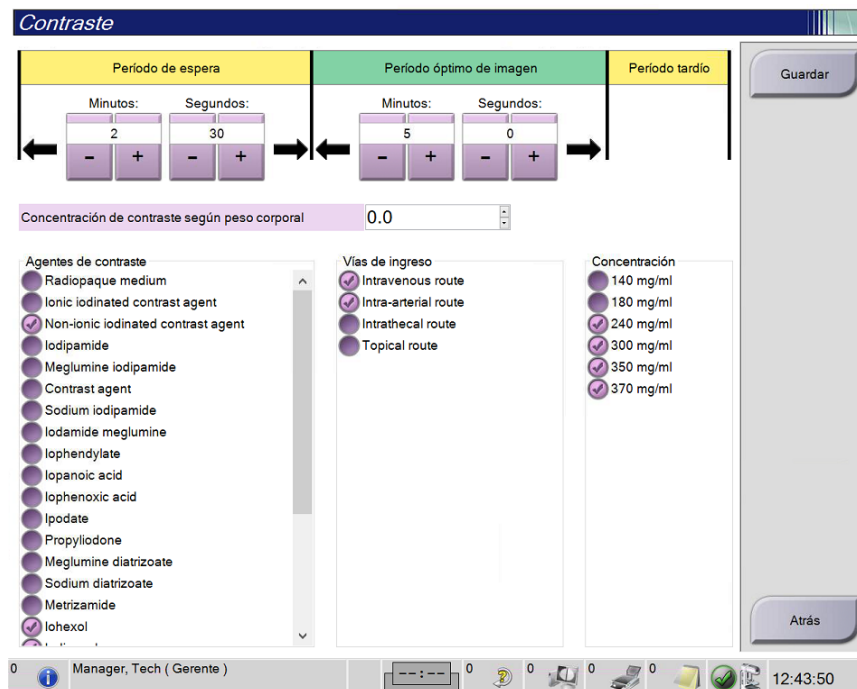 Contraste
Período de espera
Período óptimo de imagen
Período tardío
Guardar
Minutos: Segundos:
2 30
- + - +
Minutos: Segundos:
5 0
- + - +
Concentración de contraste según peso corporal 0.0
Agentes de contraste
Radiopaque medium
Ionic iodinated contrast agent
Non-ionic iodinated contrast agent
Iodipamide
Meglumine iodipamide
Contrast agent
Sodium iodipamide
Iodamide meglumine
Iophendylate
Iopanoic acid
Iophenoxic acid
Ipodate
Propyliodone
Meglumine diatrizoate
Sodium diatrizoate
Metrizamide
Iohexol
Vías de ingreso
Intravenous route
Intra-arterial route
Intrathecal route
Topical route
Concentración
140 mg/ml
180 mg/ml
240 mg/ml
300 mg/ml
350 mg/ml
370 mg/ml
Atrás
0 Manager, Tech ( Gerente ) --:-- 0 0 0 0 12:43:50